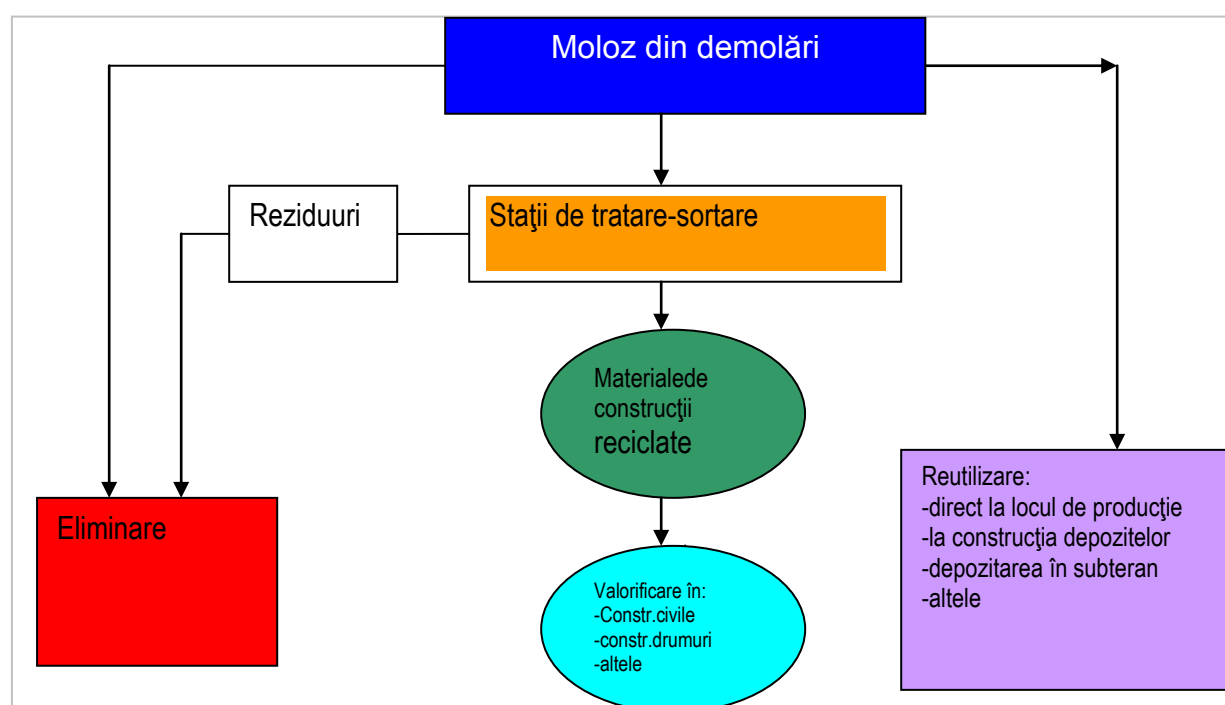 Moloz din demolări
Reziduuri
Staţii de tratare-sortare
Materialede
construcţii
reciclate
Eliminare
Reutilizare:
-direct la locul de producţie
-la construcţia depozitelor
-depozitarea în subteran
-altele
Valorificare în:
-Constr.civile
-constr.drumuri
-altele